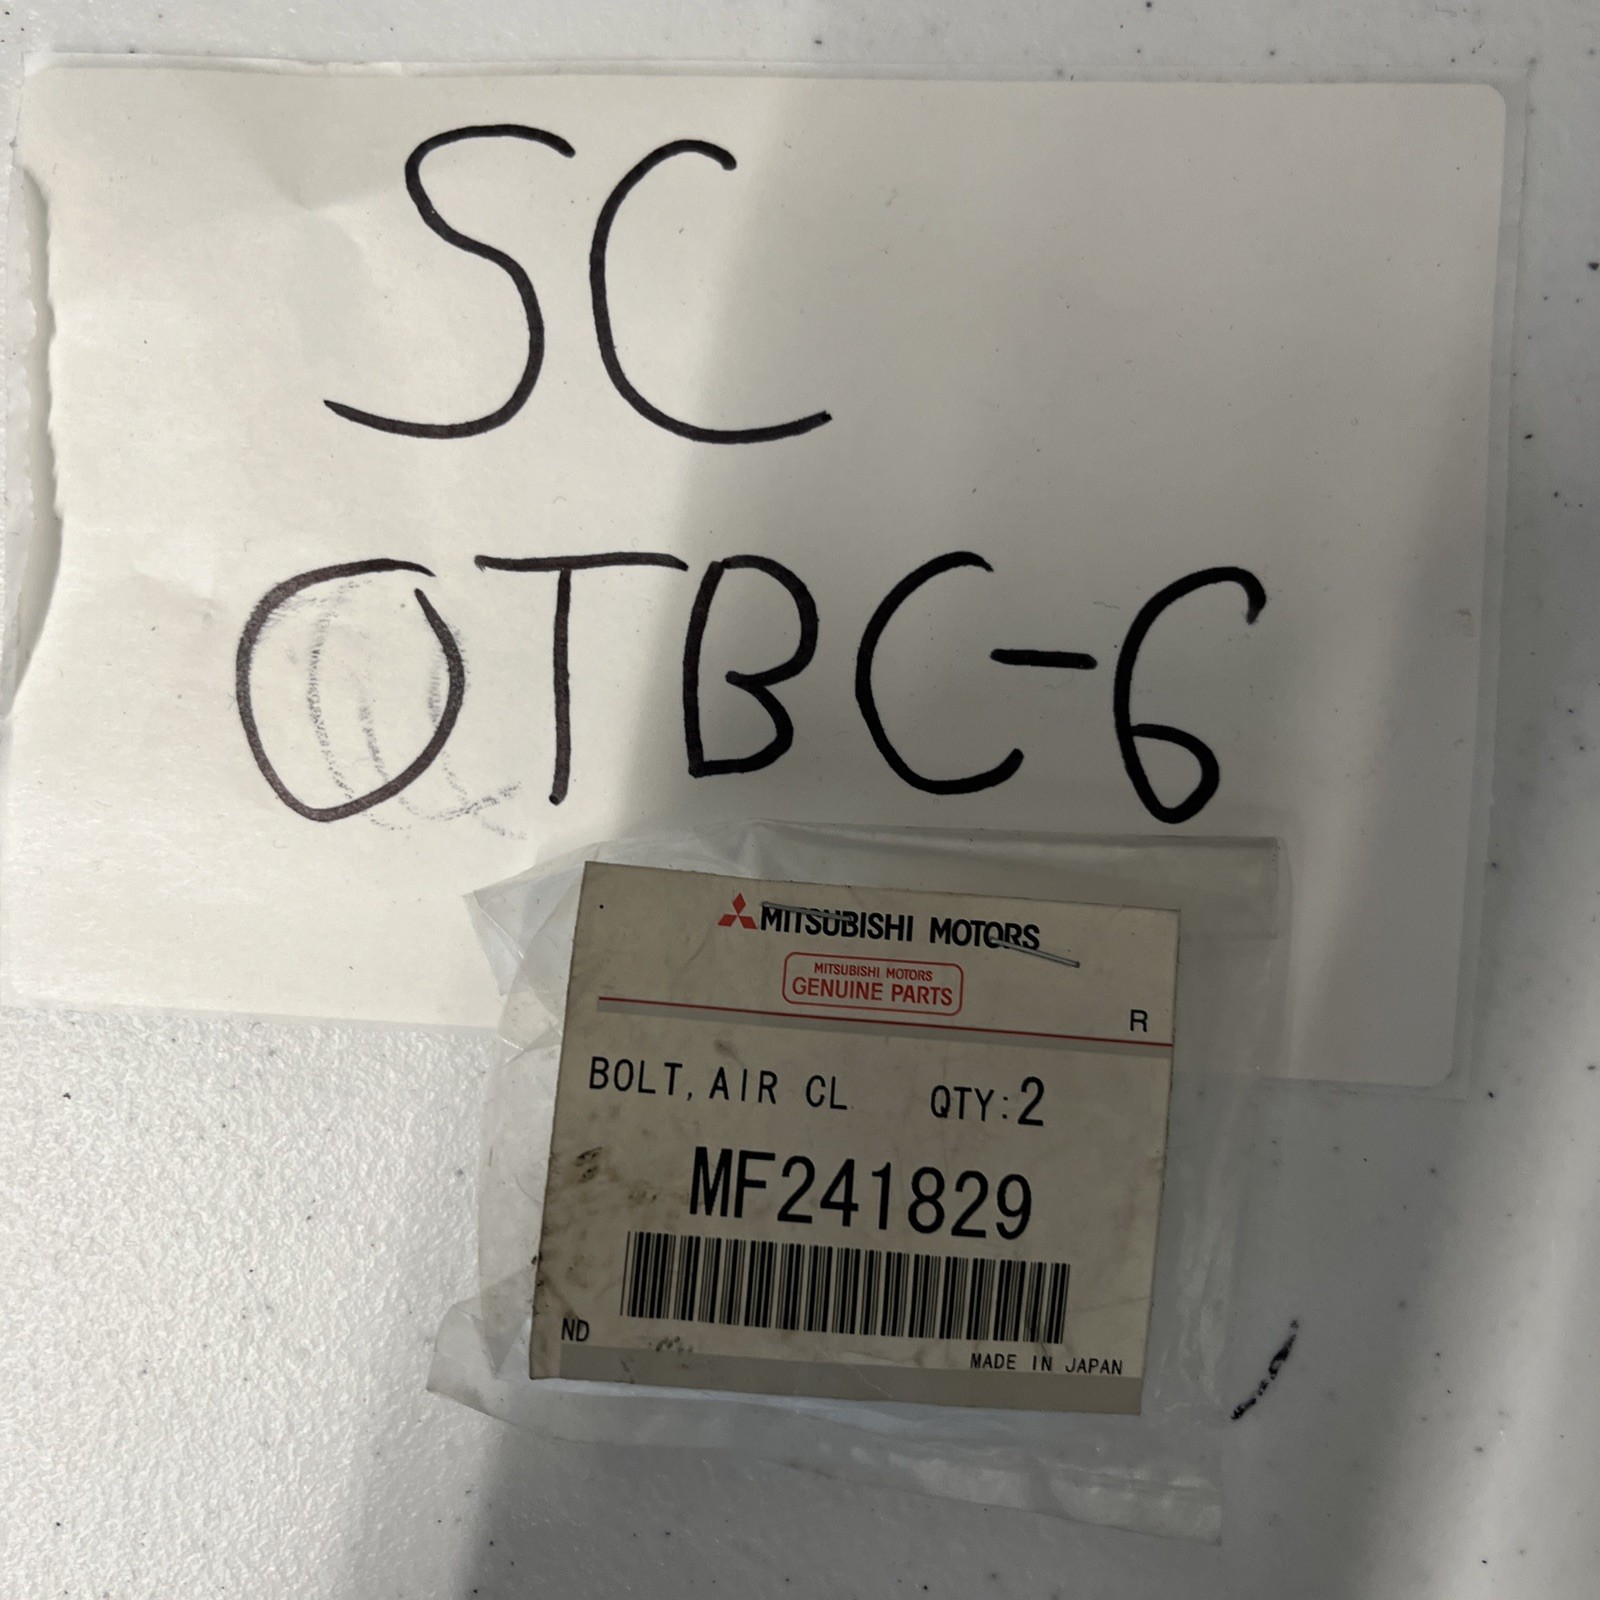 SC
OTBC-6
MITSUBISHI MOTORS
MITSUBISHI MOTORS
GENUINE PARTS
R
BOLT, AIR CL QTY:2
MF241829
ND
MADE IN JAPAN